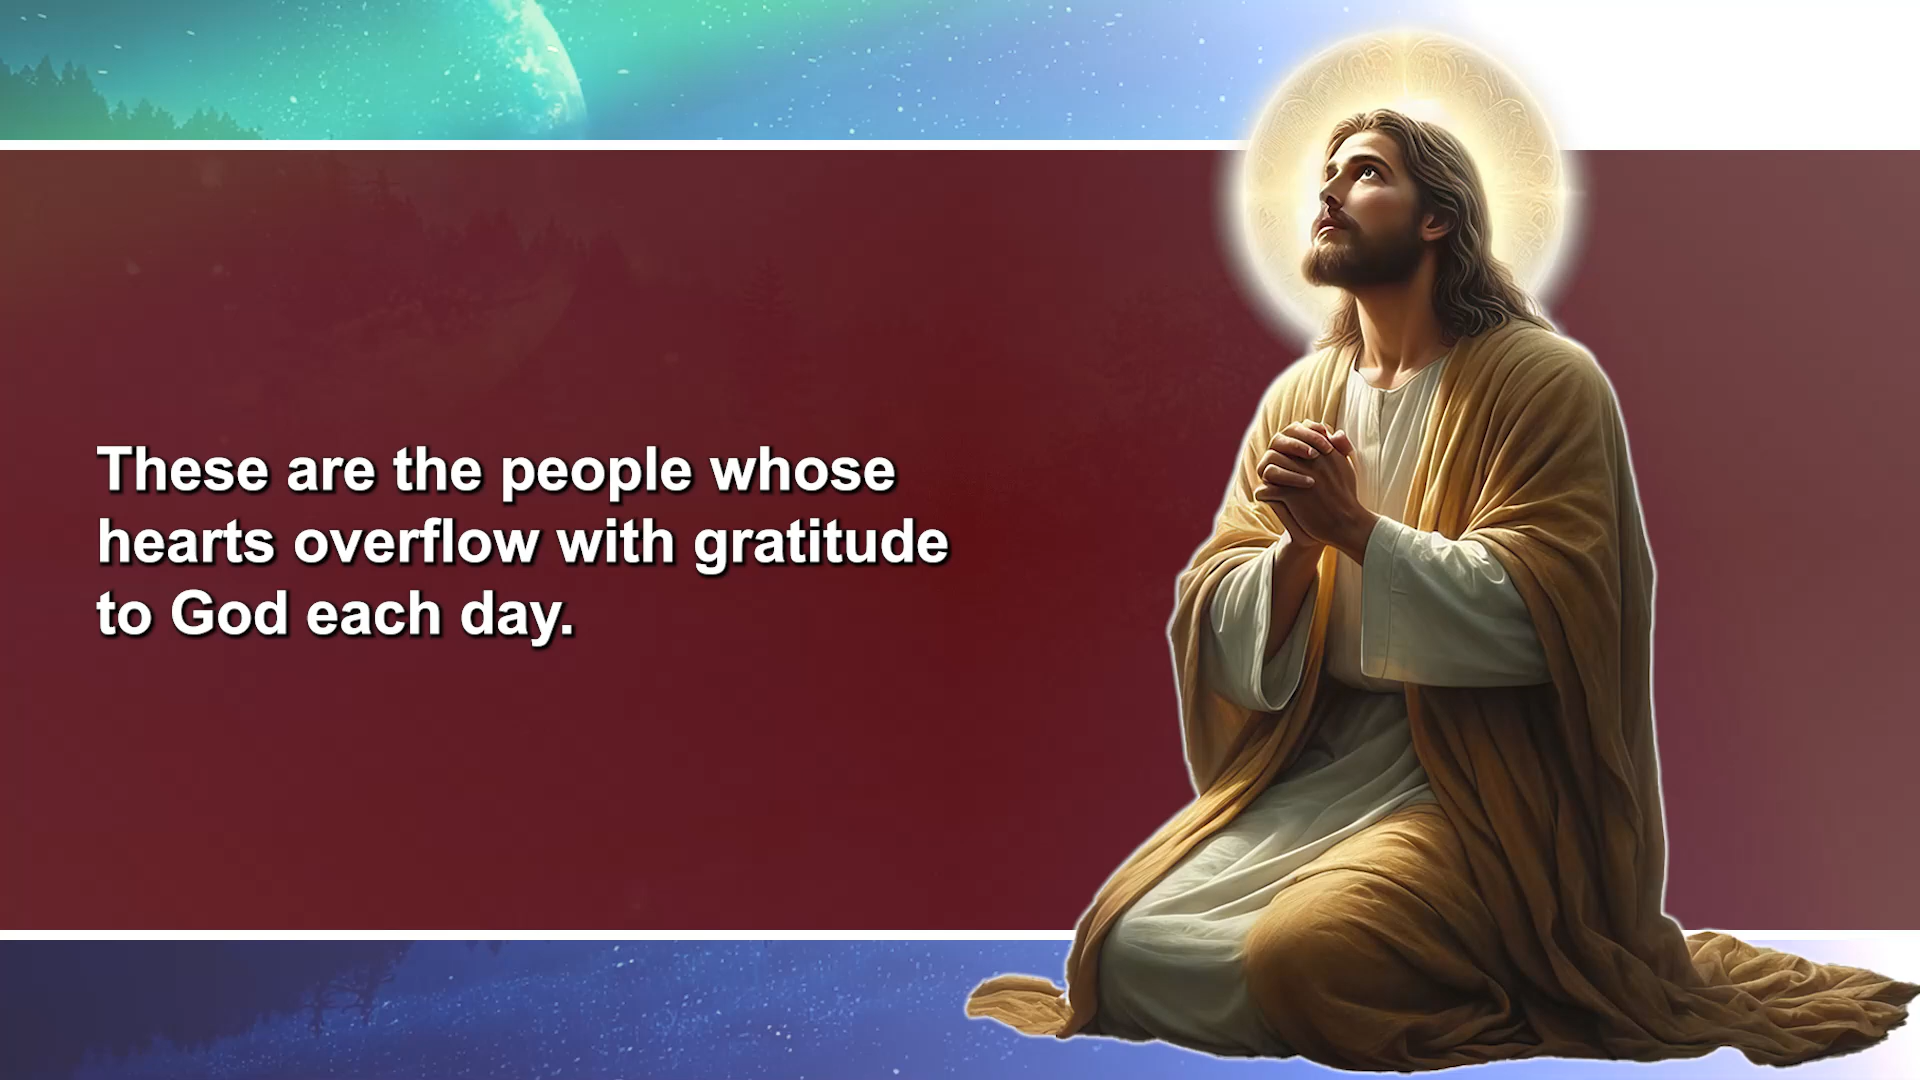 These are the people whose
hearts overflow with gratitude
to God each day.